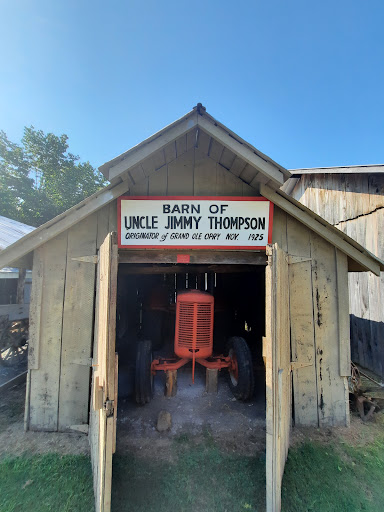 BARN OF
UNCLE JIMMY THOMPSON
ORIGINATOR of GRAND OLE OPRY NOV. 1925